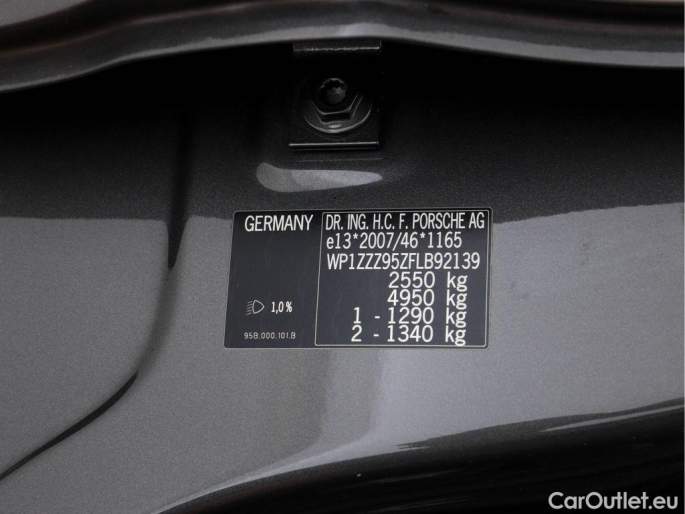 GERMANY
1,0%
95B.000.101.B
DR. ING. H.C. F. PORSCHE AG
e13*2007/46*1165
WP1ZZZ95ZFLB92139
2550 kg
4950 kg
1 - 1290 kg
2 - 1340 kg
CarOutlet.eu